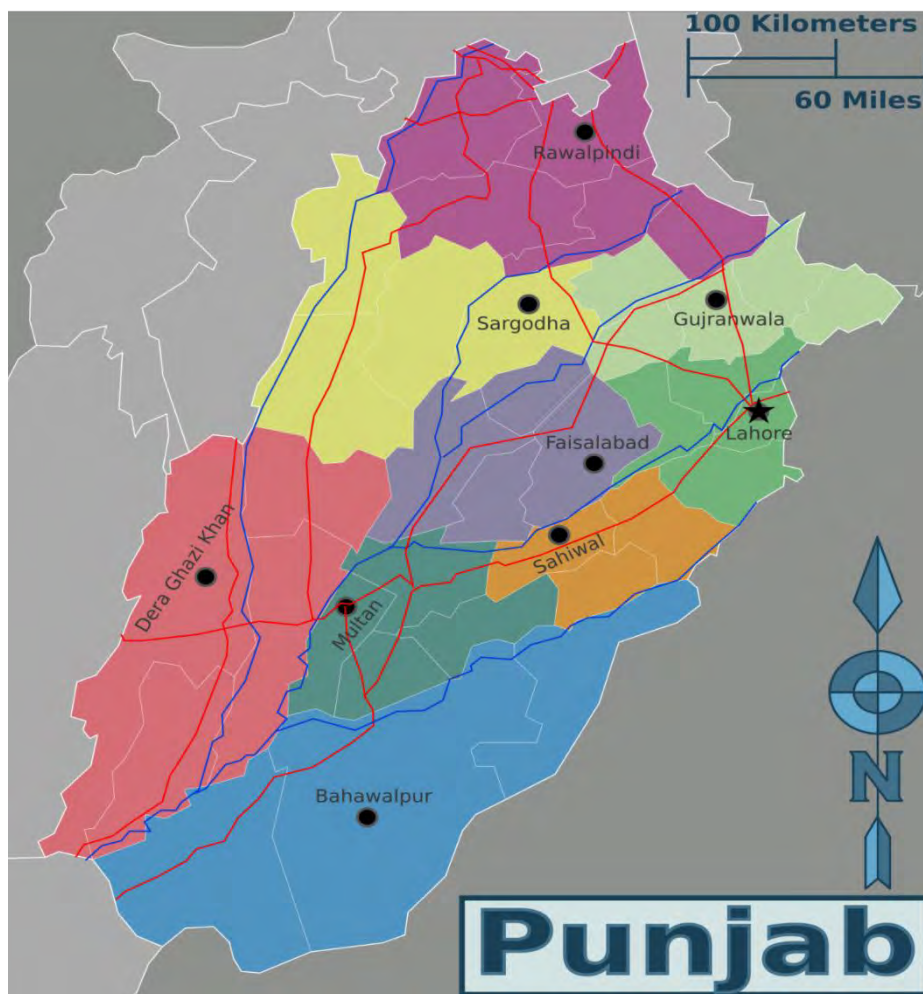 100 Kilometers
60 Miles
Rawalpindi
Sargodha
Gujranwala
Lahore
Faisalabad
Sahiwal
Dera Ghazi Khan
Multan
Bahawalpur
N
Punjab